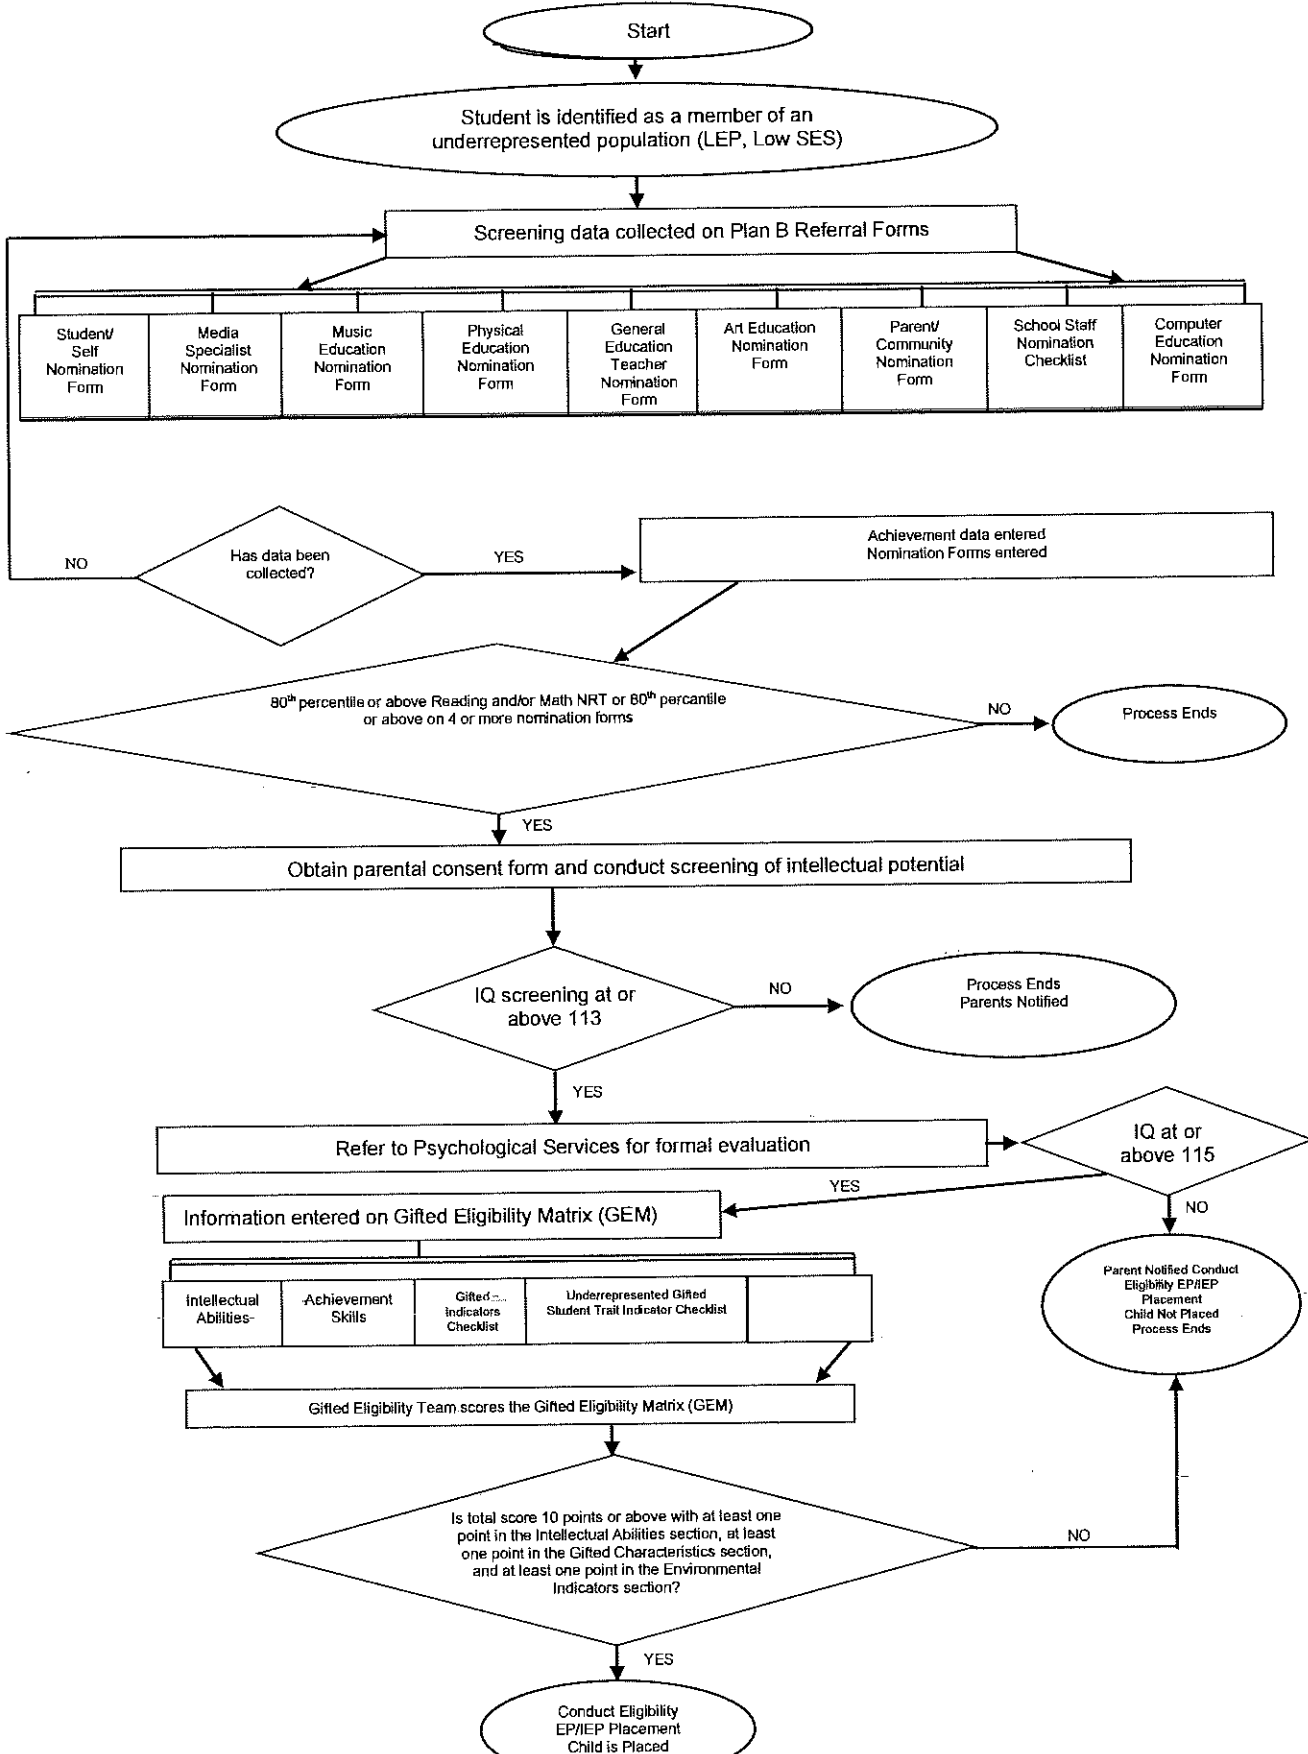 Start
Student is identified as a member of an
underrepresented population (LEP, Low SES)
Screening data collected on Plan B Referral Forms
Student/
Self
Nomination
Form
Media
Specialist
Nomination
Form
Music
Education
Nomination
Form
Physical
Education
Nomination
Form
General
Education
Teacher
Nomination
Form
Art Education
Nomination
Form
Parent/
Community
Nomination
Form
School Staff
Nomination
Checklist
Computer
Education
Nomination
Form
Has data been
collected?
NO
YES
Achievement data entered
Nomination Forms entered
80th percentile or above Reading and/or Math NRT or 80th percentile
or above on 4 or more nomination forms
NO
Process Ends
YES
Obtain parental consent form and conduct screening of intellectual potential
IQ screening at or
above 113
NO
Process Ends
Parents Notified
YES
Refer to Psychological Services for formal evaluation
IQ at or
above 115
YES
NO
Information entered on Gifted Eligibility Matrix (GEM)
Parent Notified Conduct
Eligibility EP/IEP
Placement
Child Not Placed
Process Ends
Intellectual
Abilities
Achievement
Skills
Gifted
Indicators
Checklist
Underrepresented Gifted
Student Trait Indicator Checklist
Gifted Eligibility Team scores the Gifted Eligibility Matrix (GEM)
Is total score 10 points or above with at least one
point in the Intellectual Abilities section, at least
one point in the Gifted Characteristics section,
and at least one point in the Environmental
Indicators section?
NO
YES
Conduct Eligibility
EP/IEP Placement
Child is Placed